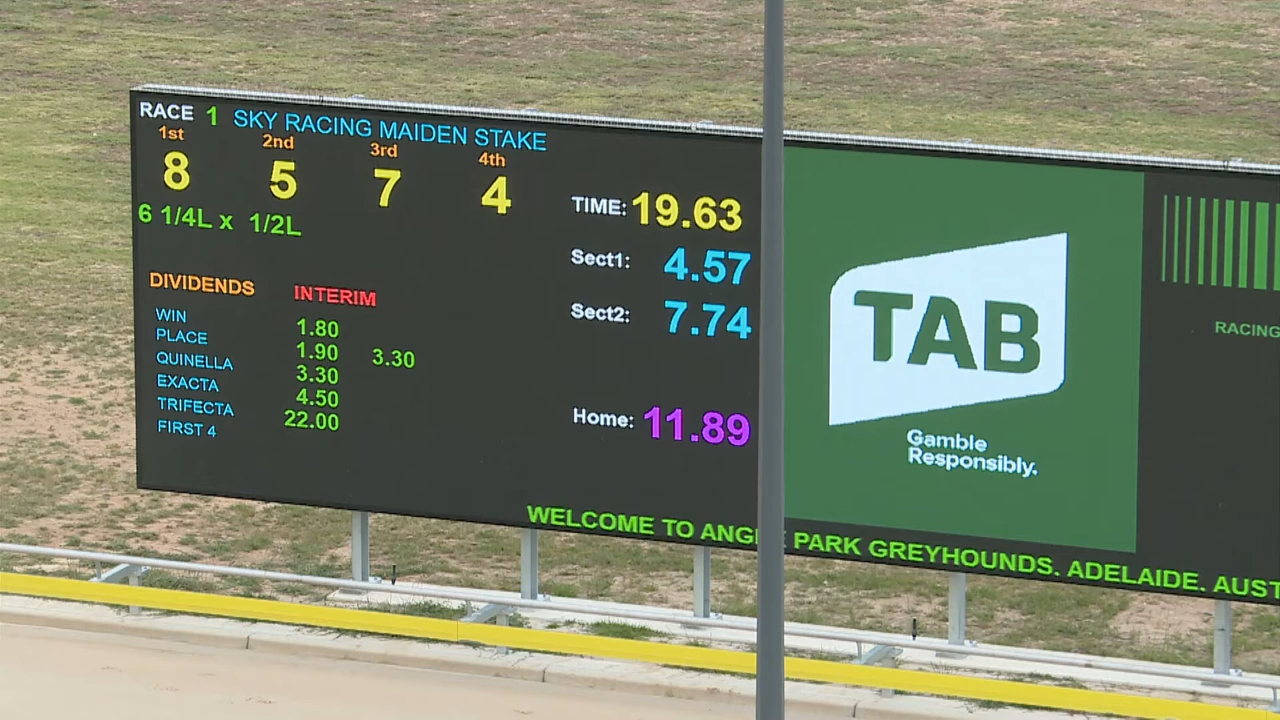 RACE 1 SKY RACING MAIDEN STAKE
1st 2nd 3rd 4th
8 5 7 4
6 1/4L x 1/2L
TIME: 19.63
Sect1: 4.57
Sect2: 7.74
Home: 11.89
DIVIDENDS INTERIM
WIN 1.80
PLACE 1.90 3.30
QUINELLA 3.30
EXACTA 4.50
TRIFECTA 22.00
FIRST 4
TAB
Gamble
Responsibly.
RACING
WELCOME TO PARK GREYHOUNDS. ADELAIDE. AUST